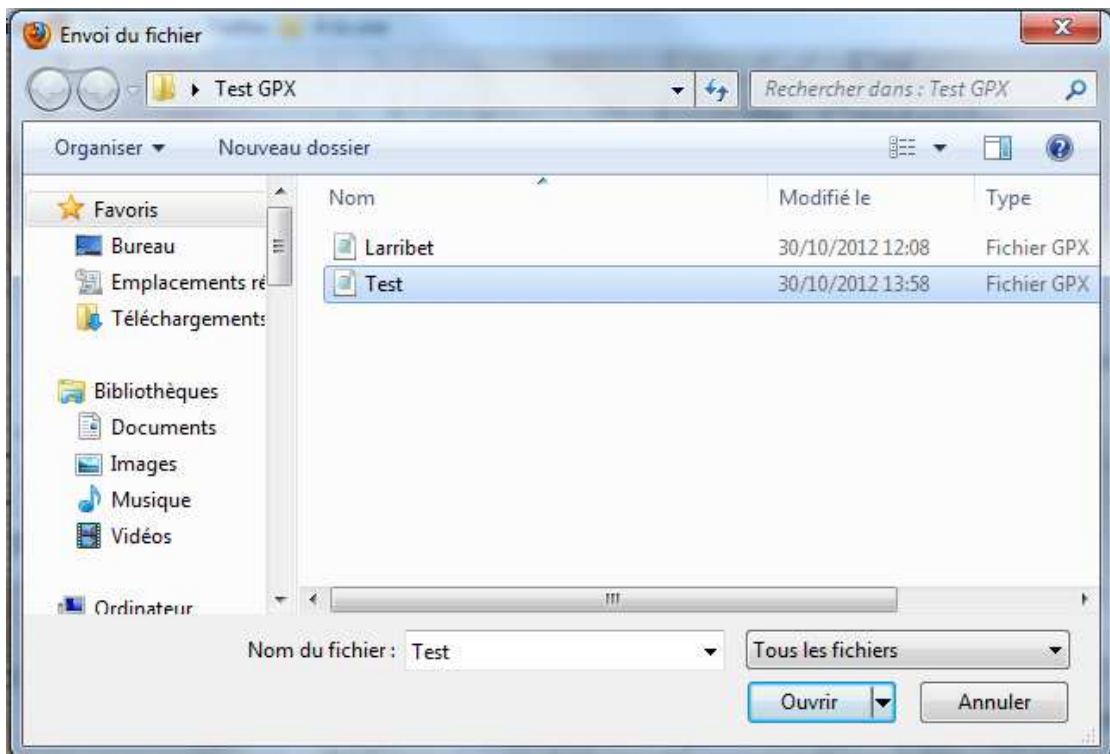 Envoi du fichier
Test GPX
Rechercher dans : Test GPX
Organiser
Nouveau dossier
Nom
Modifié le
Type
Favoris
Bureau
Emplacements ré
Téléchargements
Bibliothèques
Documents
Images
Musique
Vidéos
Ordinateur
Larribet 30/10/2012 12:08 Fichier GPX
Test 30/10/2012 13:58 Fichier GPX
Nom du fichier : Test
Tous les fichiers
Ouvrir
Annuler